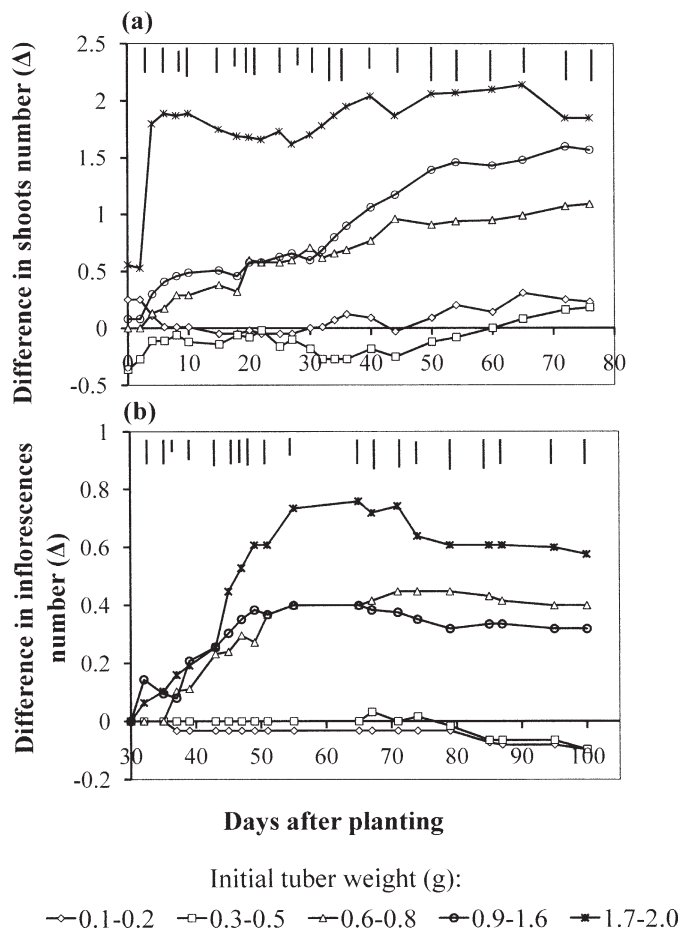 (a)
Difference in shoots number (Δ)
2.5
2
1.5
1
0.5
0
-0.5
0 10 20 30 40 50 60 70 80
(b)
Difference in inflorescences
number (Δ)
1
0.8
0.6
0.4
0.2
0
-0.2
30 40 50 60 70 80 90 100
Days after planting
Initial tuber weight (g):
0.1-0.2 0.3-0.5 0.6-0.8 0.9-1.6 1.7-2.0